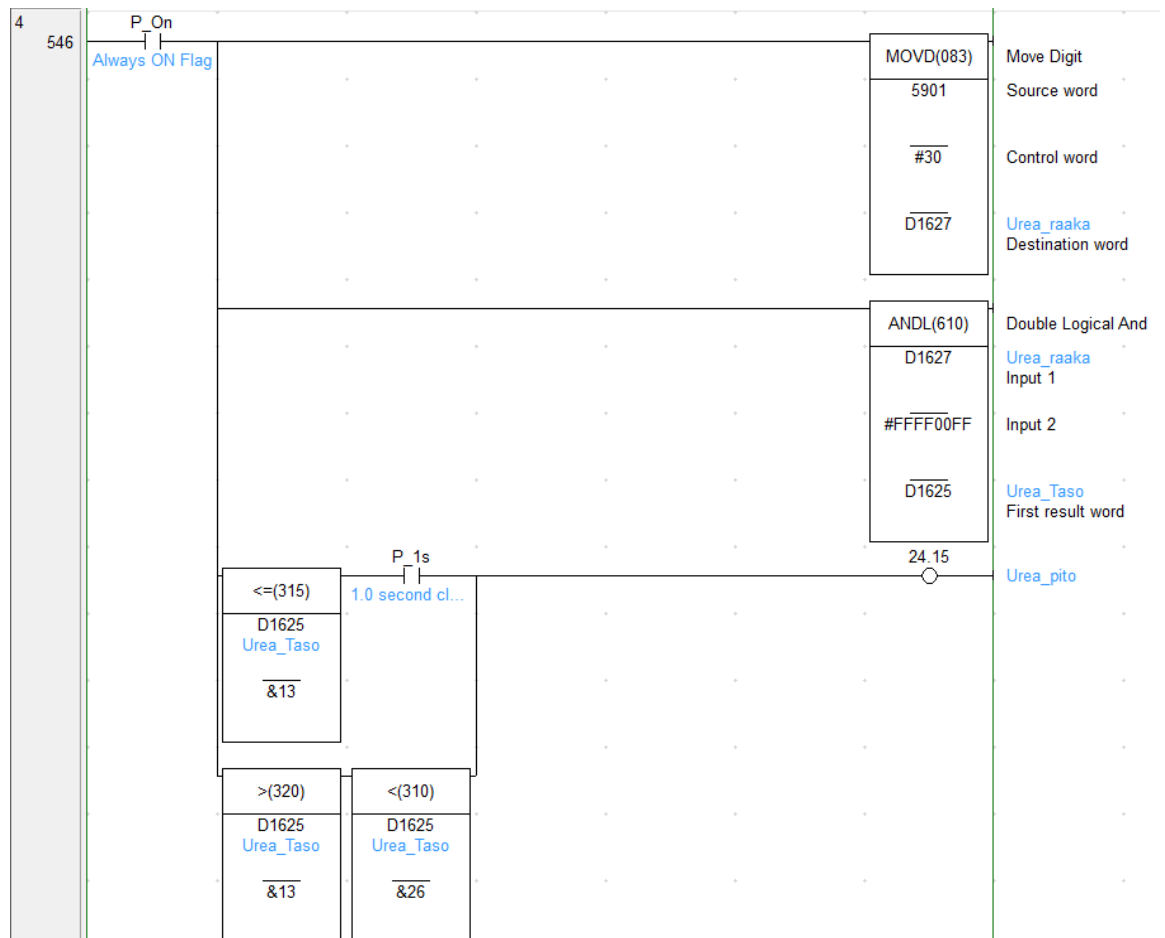 4
P_On
546
Always ON Flag
MOVD(083)
Move Digit
5901
Source word
#30
Control word
D1627
Urea_raaka
Destination word
ANDL(610)
Double Logical And
D1627
Urea_raaka
Input 1
#FFFF00FF
Input 2
D1625
Urea_Taso
First result word
P_1s
24.15
<=(315)
1.0 second cl...
Urea_pito
D1625
Urea_Taso
&13
>(320)
<(310)
D1625
D1625
Urea_Taso
Urea_Taso
&13
&26